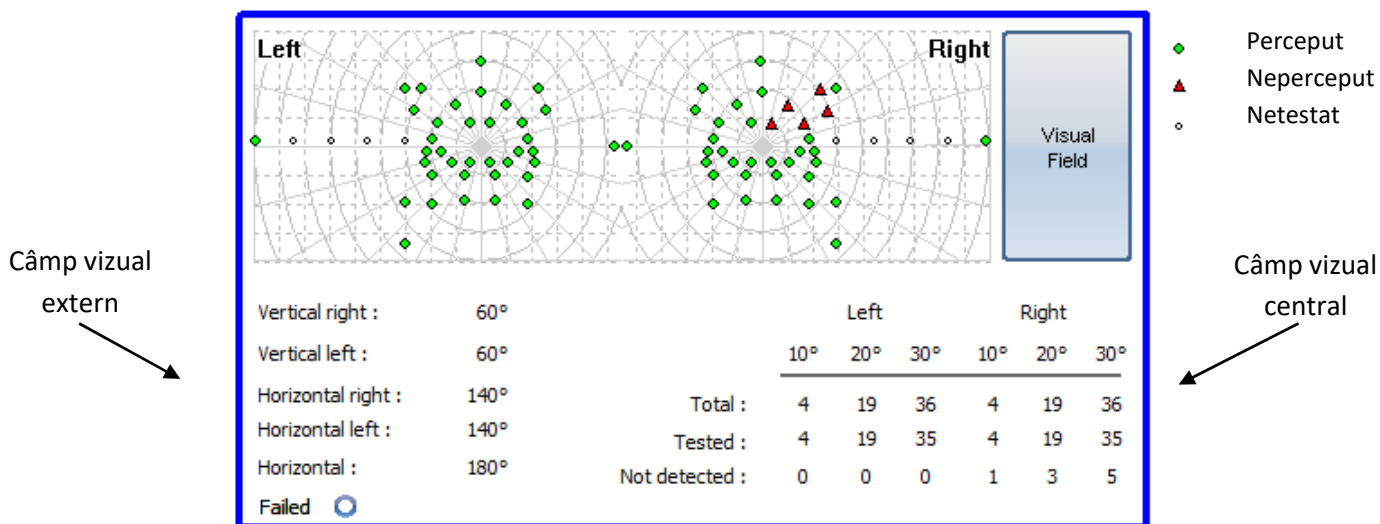 Left Right
Visual
Field
Perceput
Neperceput
Netestat
Câmp vizual
extern
Câmp vizual
central
Vertical right : 60°
Vertical left : 60°
Horizontal right : 140°
Horizontal left : 140°
Horizontal : 180°
Failed
Left Right
10° 20° 30° 10° 20° 30°
Total : 4 19 36 4 19 36
Tested : 4 19 35 4 19 35
Not detected : 0 0 0 1 3 5